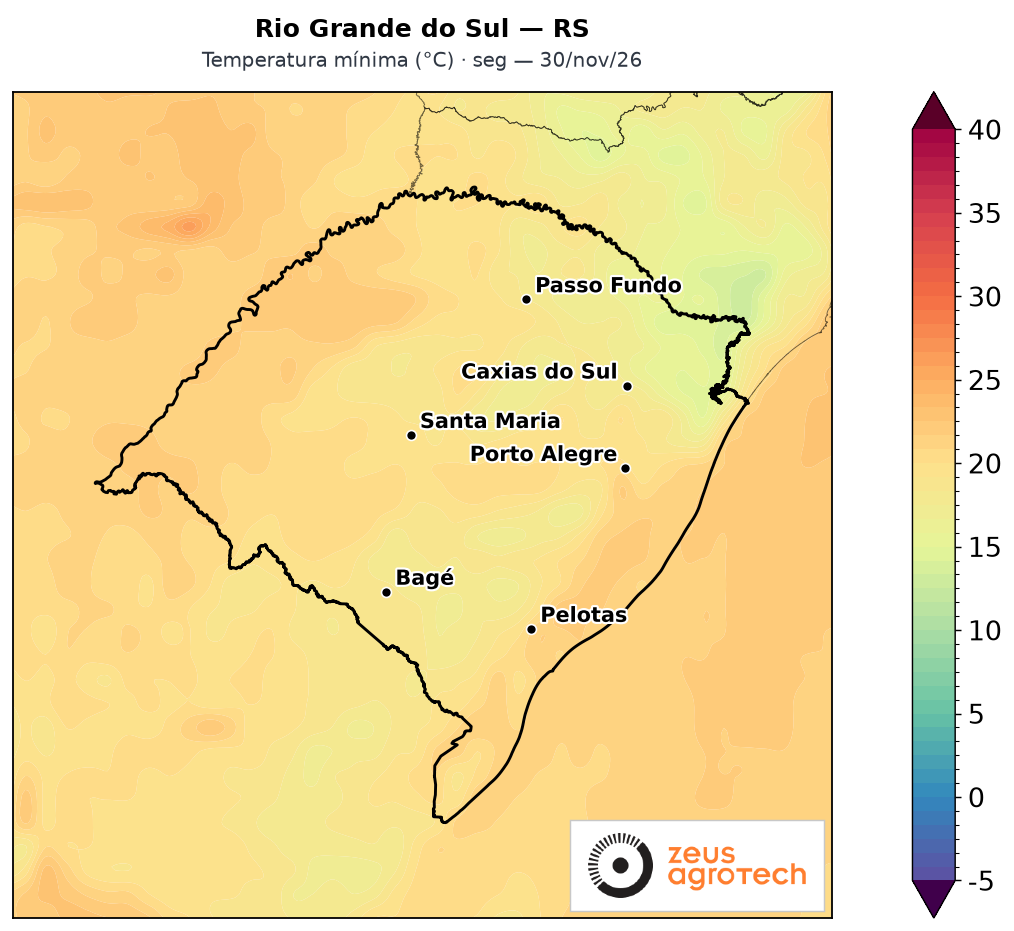 Rio Grande do Sul — RS
Temperatura mínima (°C) · seg — 30/nov/26
40
35
30
25
20
15
10
5
0
-5
Passo Fundo
Caxias do Sul
Santa Maria
Porto Alegre
Bagé
Pelotas
zeus
agrotech